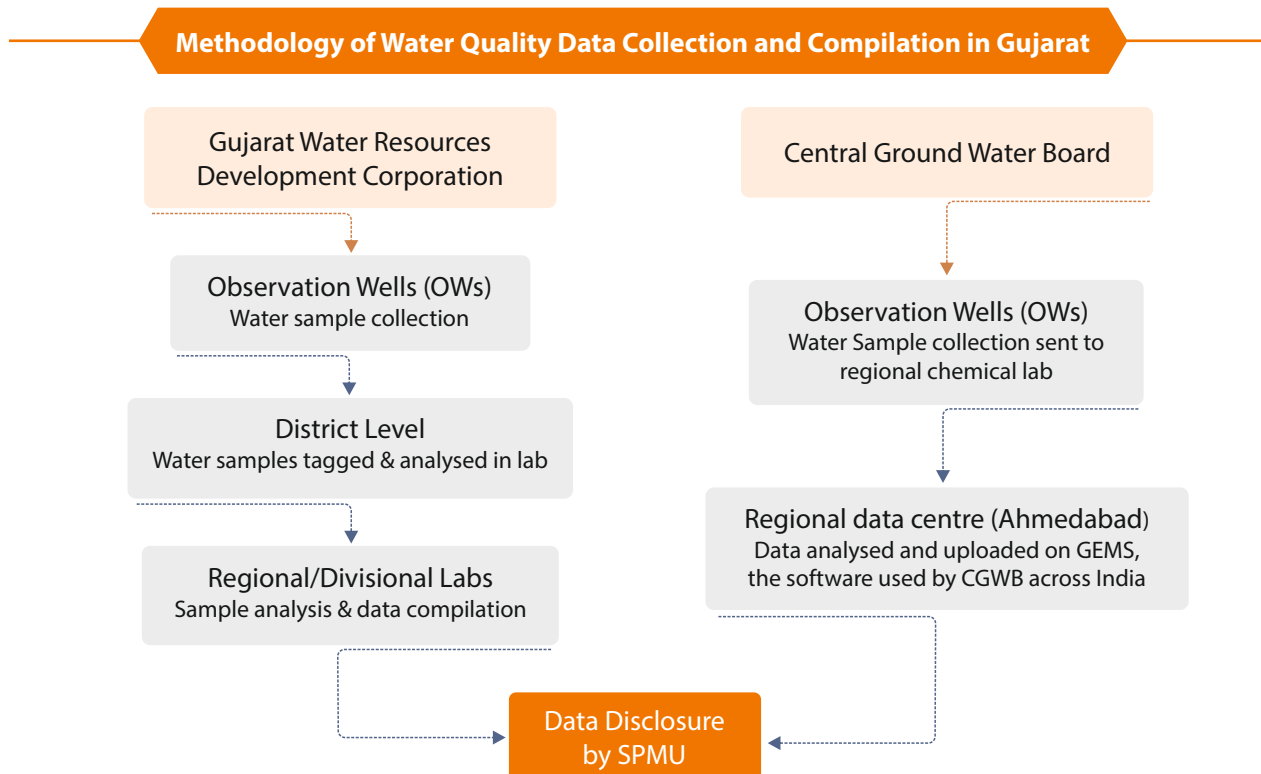 Methodology of Water Quality Data Collection and Compilation in Gujarat
Gujarat Water Resources
Development Corporation
Observation Wells (OWs)
Water sample collection
District Level
Water samples tagged & analysed in lab
Regional/Divisional Labs
Sample analysis & data compilation
Central Ground Water Board
Observation Wells (OWs)
Water Sample collection sent to
regional chemical lab
Regional data centre (Ahmedabad)
Data analysed and uploaded on GEMS,
the software used by CGWB across India
Data Disclosure
by SPMU